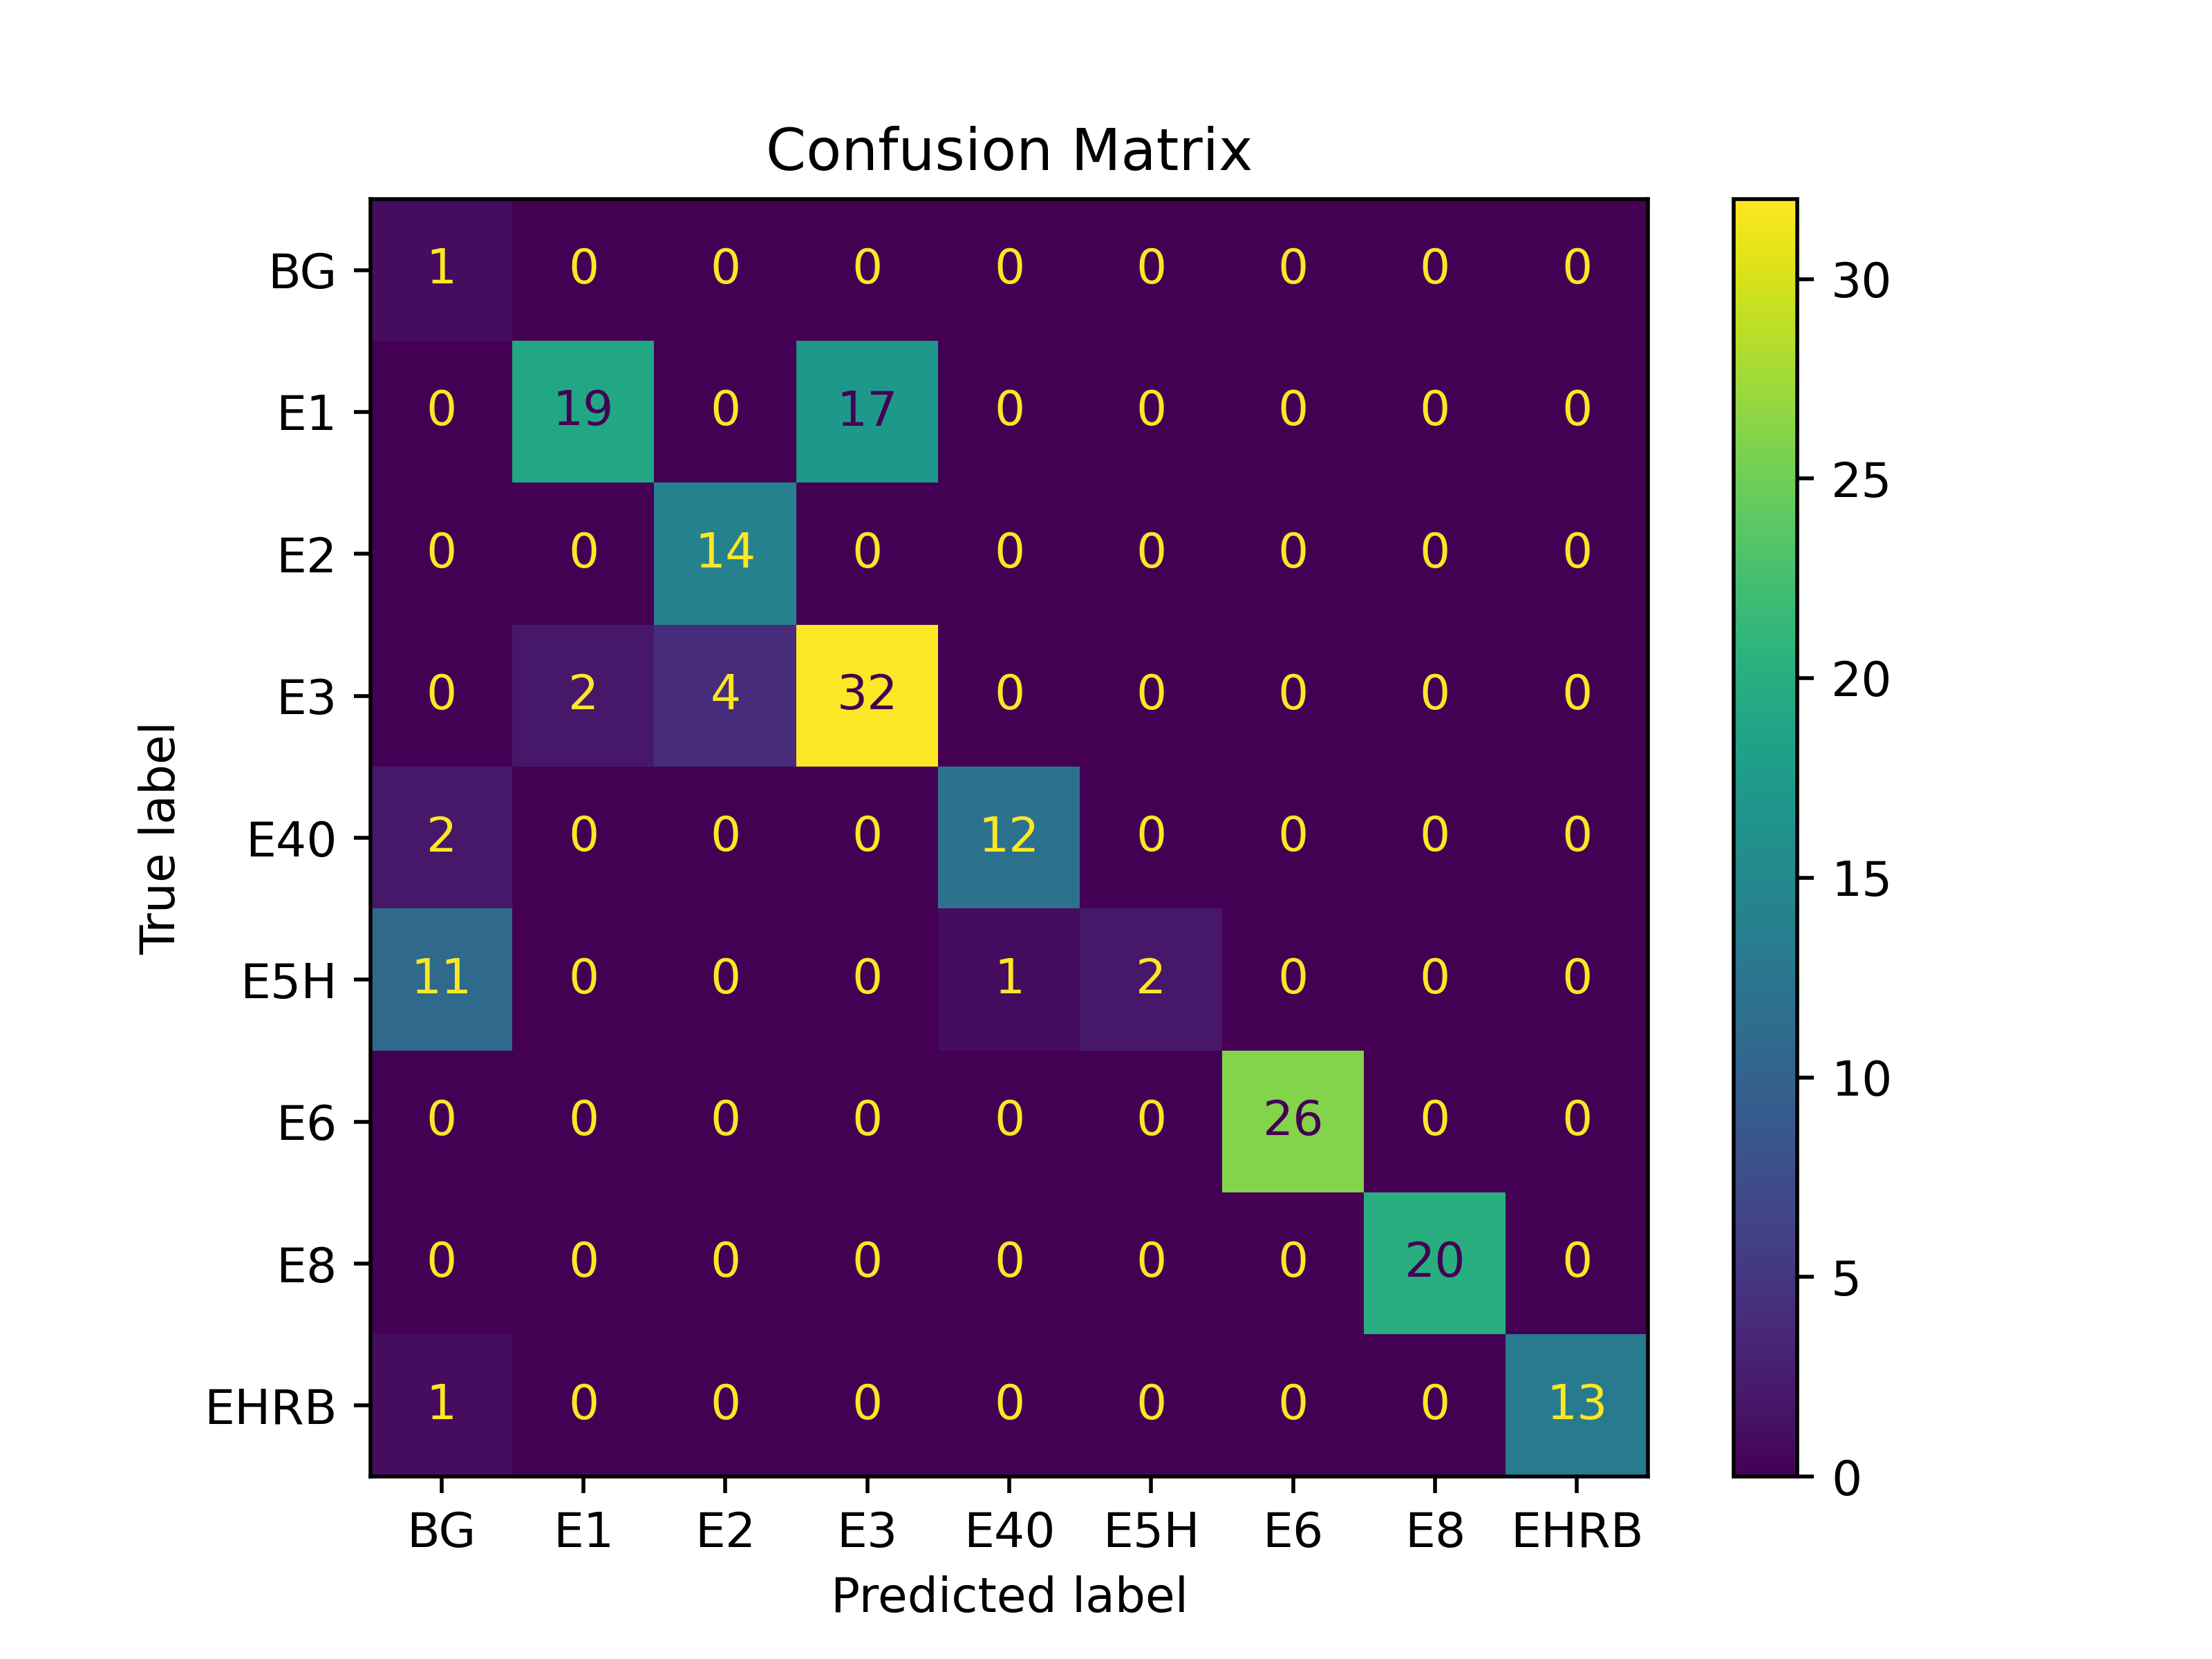 Confusion Matrix
BG 1 0 0 0 0 0 0 0 0
E1 0 19 0 17 0 0 0 0 0
E2 0 0 14 0 0 0 0 0 0
E3 0 2 4 32 0 0 0 0 0
E40 2 0 0 0 12 0 0 0 0
E5H 11 0 0 0 1 2 0 0 0
E6 0 0 0 0 0 0 26 0 0
E8 0 0 0 0 0 0 0 20 0
EHRB 1 0 0 0 0 0 0 0 13
BG E1 E2 E3 E40 E5H E6 E8 EHRB
Predicted label
True label
30
25
20
15
10
5
0